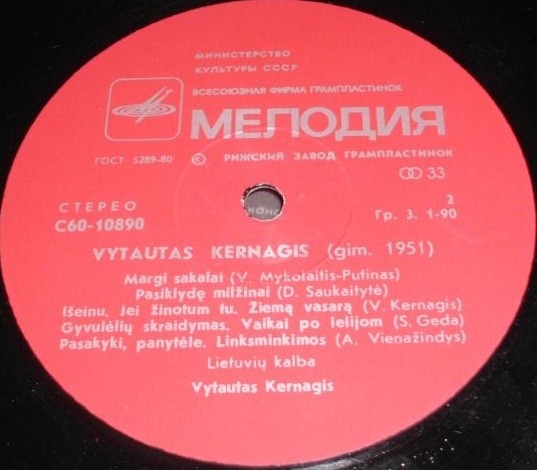 МИНИСТЕРСТВО
КУЛЬТУРЫ СССР
ВСЕСОЮЗНАЯ ФИРМА ГРАМПЛАСТИНОК
МЕЛОДИЯ
ГОСТ 5289-80 © РИЖСКИЙ ЗАВОД ГРАМПЛАСТИНОК
33
СТЕРЕО
С60-10890
2
Гр. 3. 1-90
VYTAUTAS KERNAGIS (gim. 1951)
Margi sakalai (V. Mykolaitis-Putinas)
Pasiklydę milžinai (D. Saukaitytė)
Išeinu. Jei žinotum tu. Žiemą vasarą (V. Kernagis)
Gyvulėlių skraidymas. Vaikai po lelijom (S. Geda)
Pasakyki, panytėle. Linksminkimos (A. Vienažindys)
Lietuvių kalba
Vytautas Kernagis